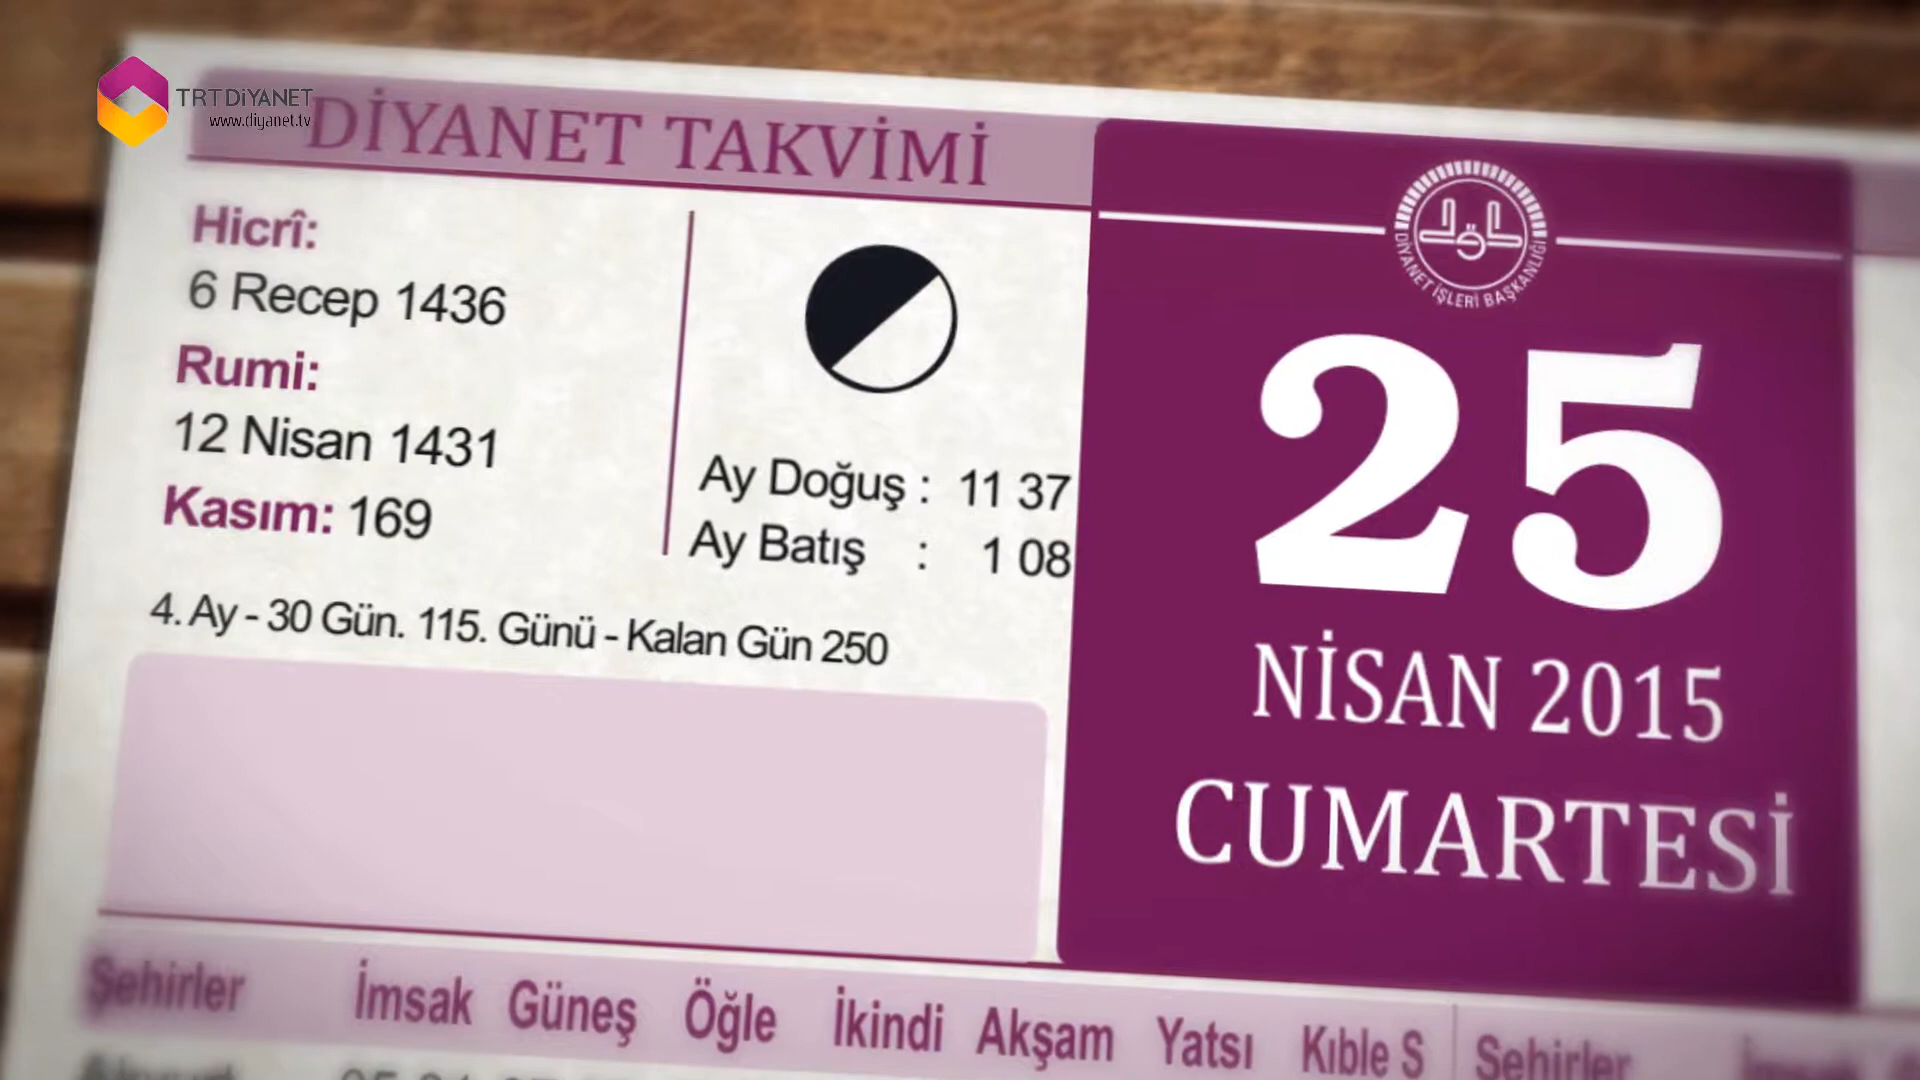 TRT DİYANET
www.diyanet.tv
DİYANET TAKVİMİ
Hicrî:
6 Recep 1436
Rumi:
12 Nisan 1431
Kasım: 169
Ay Doğuş : 11 37
Ay Batış : 1 08
4. Ay - 30 Gün. 115. Günü - Kalan Gün 250
DİYANET İŞLERİ BAŞKANLIĞI
25
NİSAN 2015
CUMARTESİ
Şehirler İmsak Güneş Öğle İkindi Akşam Yatsı Kıble S Şehirler